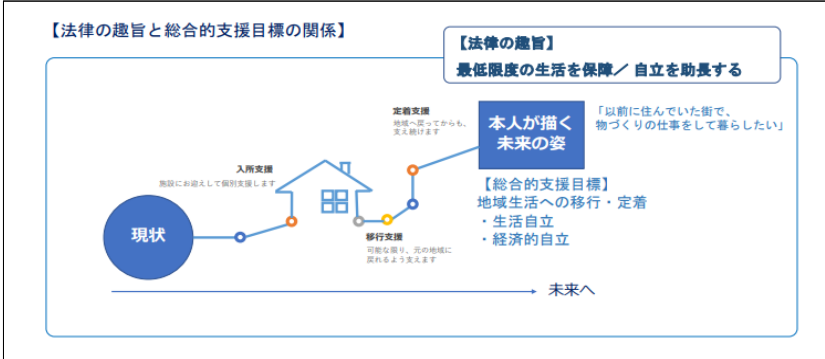 【法律の趣旨と総合的支援目標の関係】
【法律の趣旨】
最低限度の生活を保障／ 自立を助長する
定着支援
地域へ戻ってからも、
支え続けます
本人が描く
未来の姿
「以前に住んでいた街で、
物づくりの仕事をして暮らしたい」
入所支援
施設にお迎えして個別支援します
【総合的支援目標】
地域生活への移行・定着
・生活自立
・経済的自立
現状
移行支援
可能な限り、元の地域に
戻れるよう支えます
未来へ